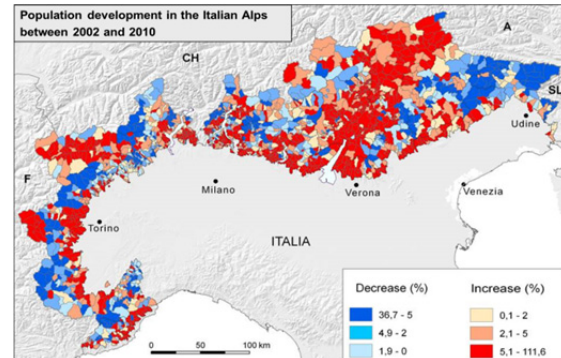 Population development in the Italian Alps
between 2002 and 2010
A
CH
SL
Udine
F
Milano
Verona
Venezia
Torino
ITALIA
Decrease (%)
Increase (%)
36,7 - 5
0,1 - 2
4,9 - 2
2,1 - 5
1,9 - 0
5,1 - 111,6
0
50
100 km